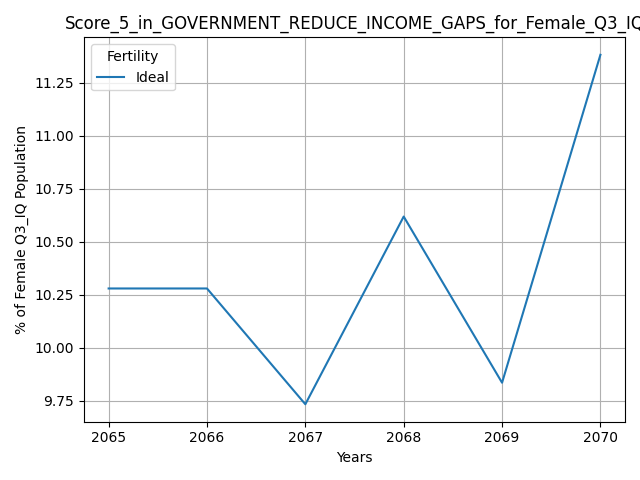 Score_5_in_GOVERNMENT_REDUCE_INCOME_GAPS_for_Female_Q3_IQ
Fertility
Ideal
11.25
11.00
10.75
10.50
10.25
10.00
9.75
% of Female Q3_IQ Population
2065 2066 2067 2068 2069 2070
Years